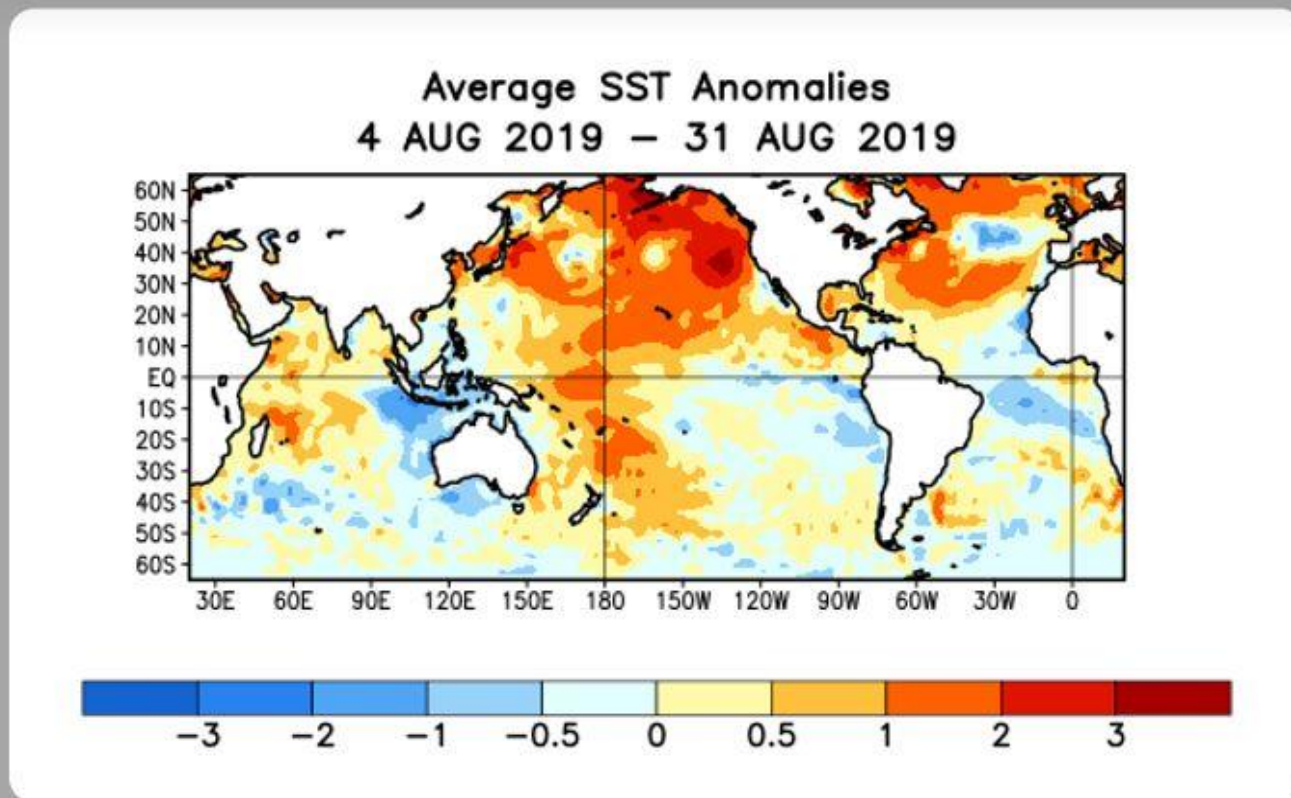 Average SST Anomalies
4 AUG 2019 – 31 AUG 2019
60N
50N
40N
30N
20N
10N
EQ
10S
20S
30S
40S
50S
60S
30E 60E 90E 120E 150E 180 150W 120W 90W 60W 30W 0
−3 −2 −1 −0.5 0 0.5 1 2 3